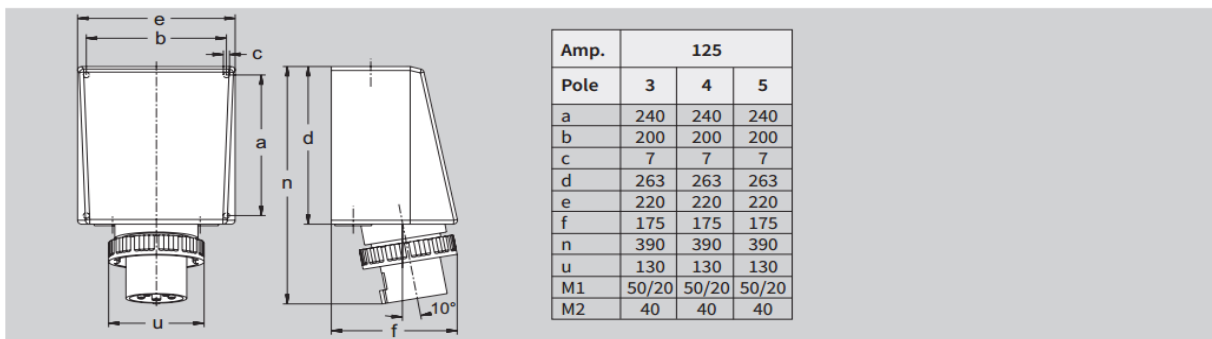 e
b
c
a
d
n
u
f
10°
Amp. 125
Pole 3 4 5
a 240 240 240
b 200 200 200
c 7 7 7
d 263 263 263
e 220 220 220
f 175 175 175
n 390 390 390
u 130 130 130
M1 50/20 50/20 50/20
M2 40 40 40